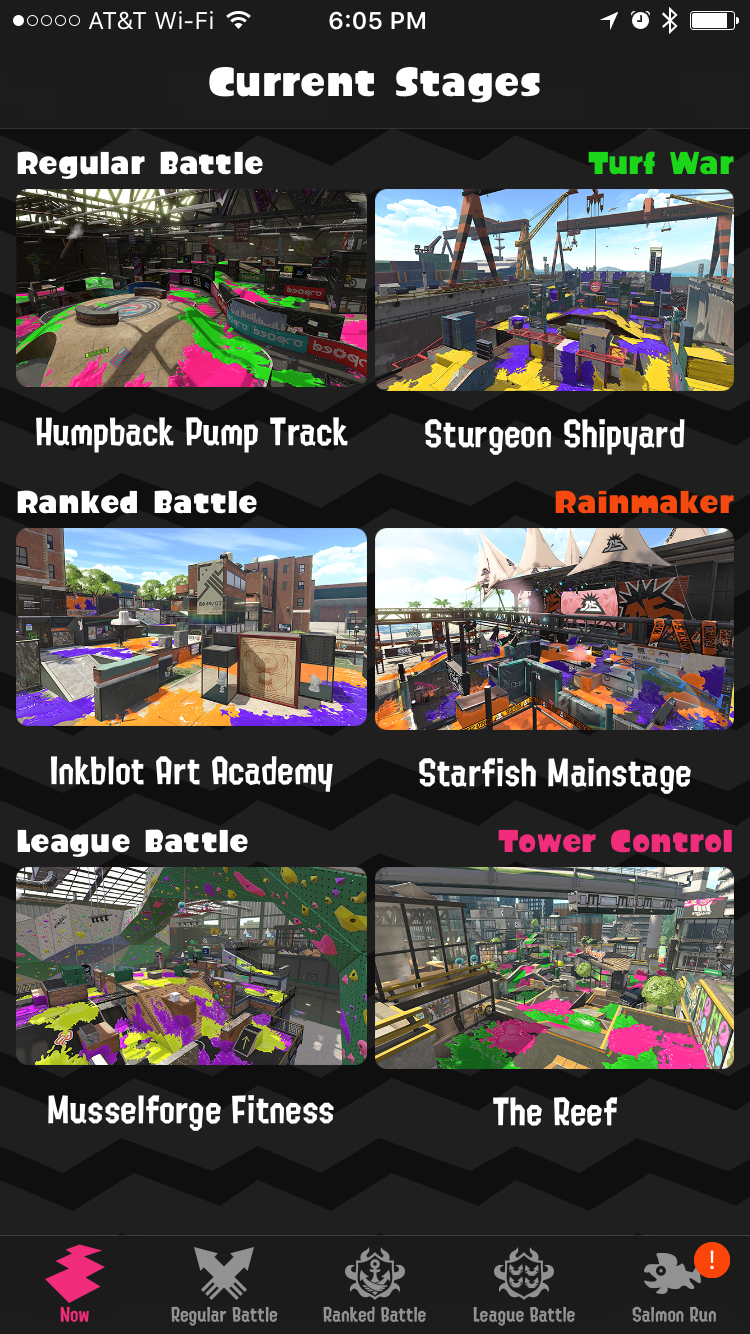 AT&T Wi-Fi 6:05 PM
Current Stages
Regular Battle Turf War
Humpback Pump Track Sturgeon Shipyard
Ranked Battle Rainmaker
Inkblot Art Academy Starfish Mainstage
League Battle Tower Control
Musselforge Fitness The Reef
!
Now Regular Battle Ranked Battle League Battle Salmon Run